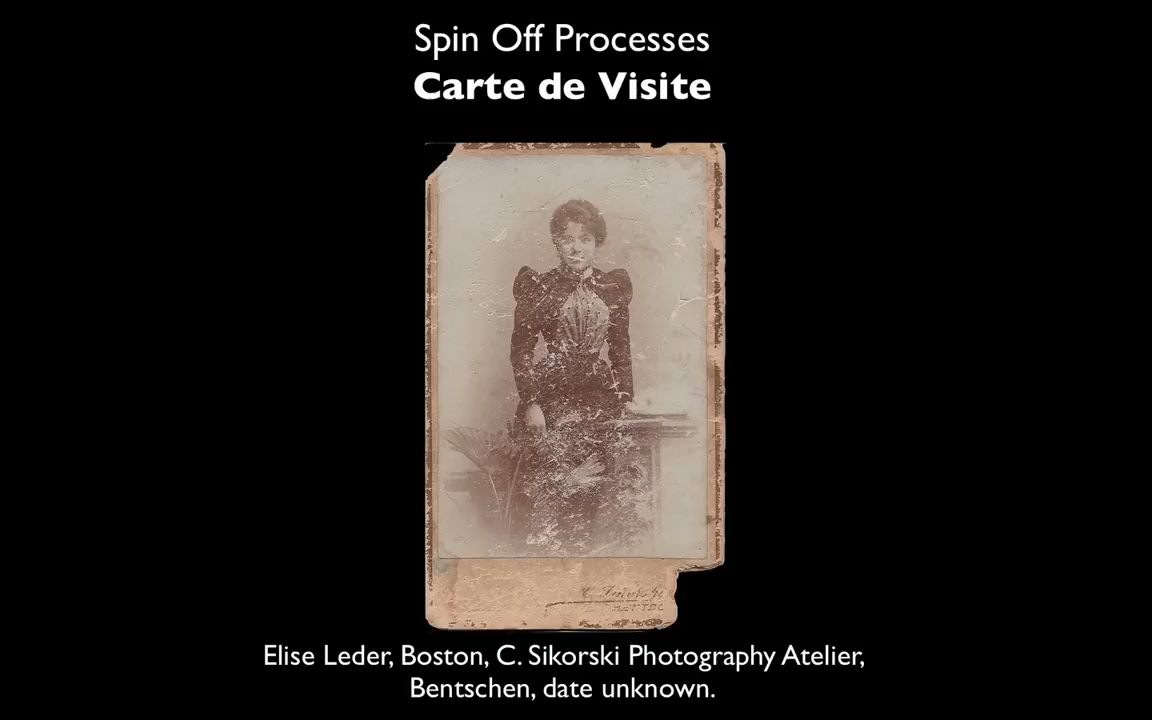 Spin Off Processes
Carte de Visite
Elise Leder, Boston, C. Sikorski Photography Atelier,
Bentschen, date unknown.